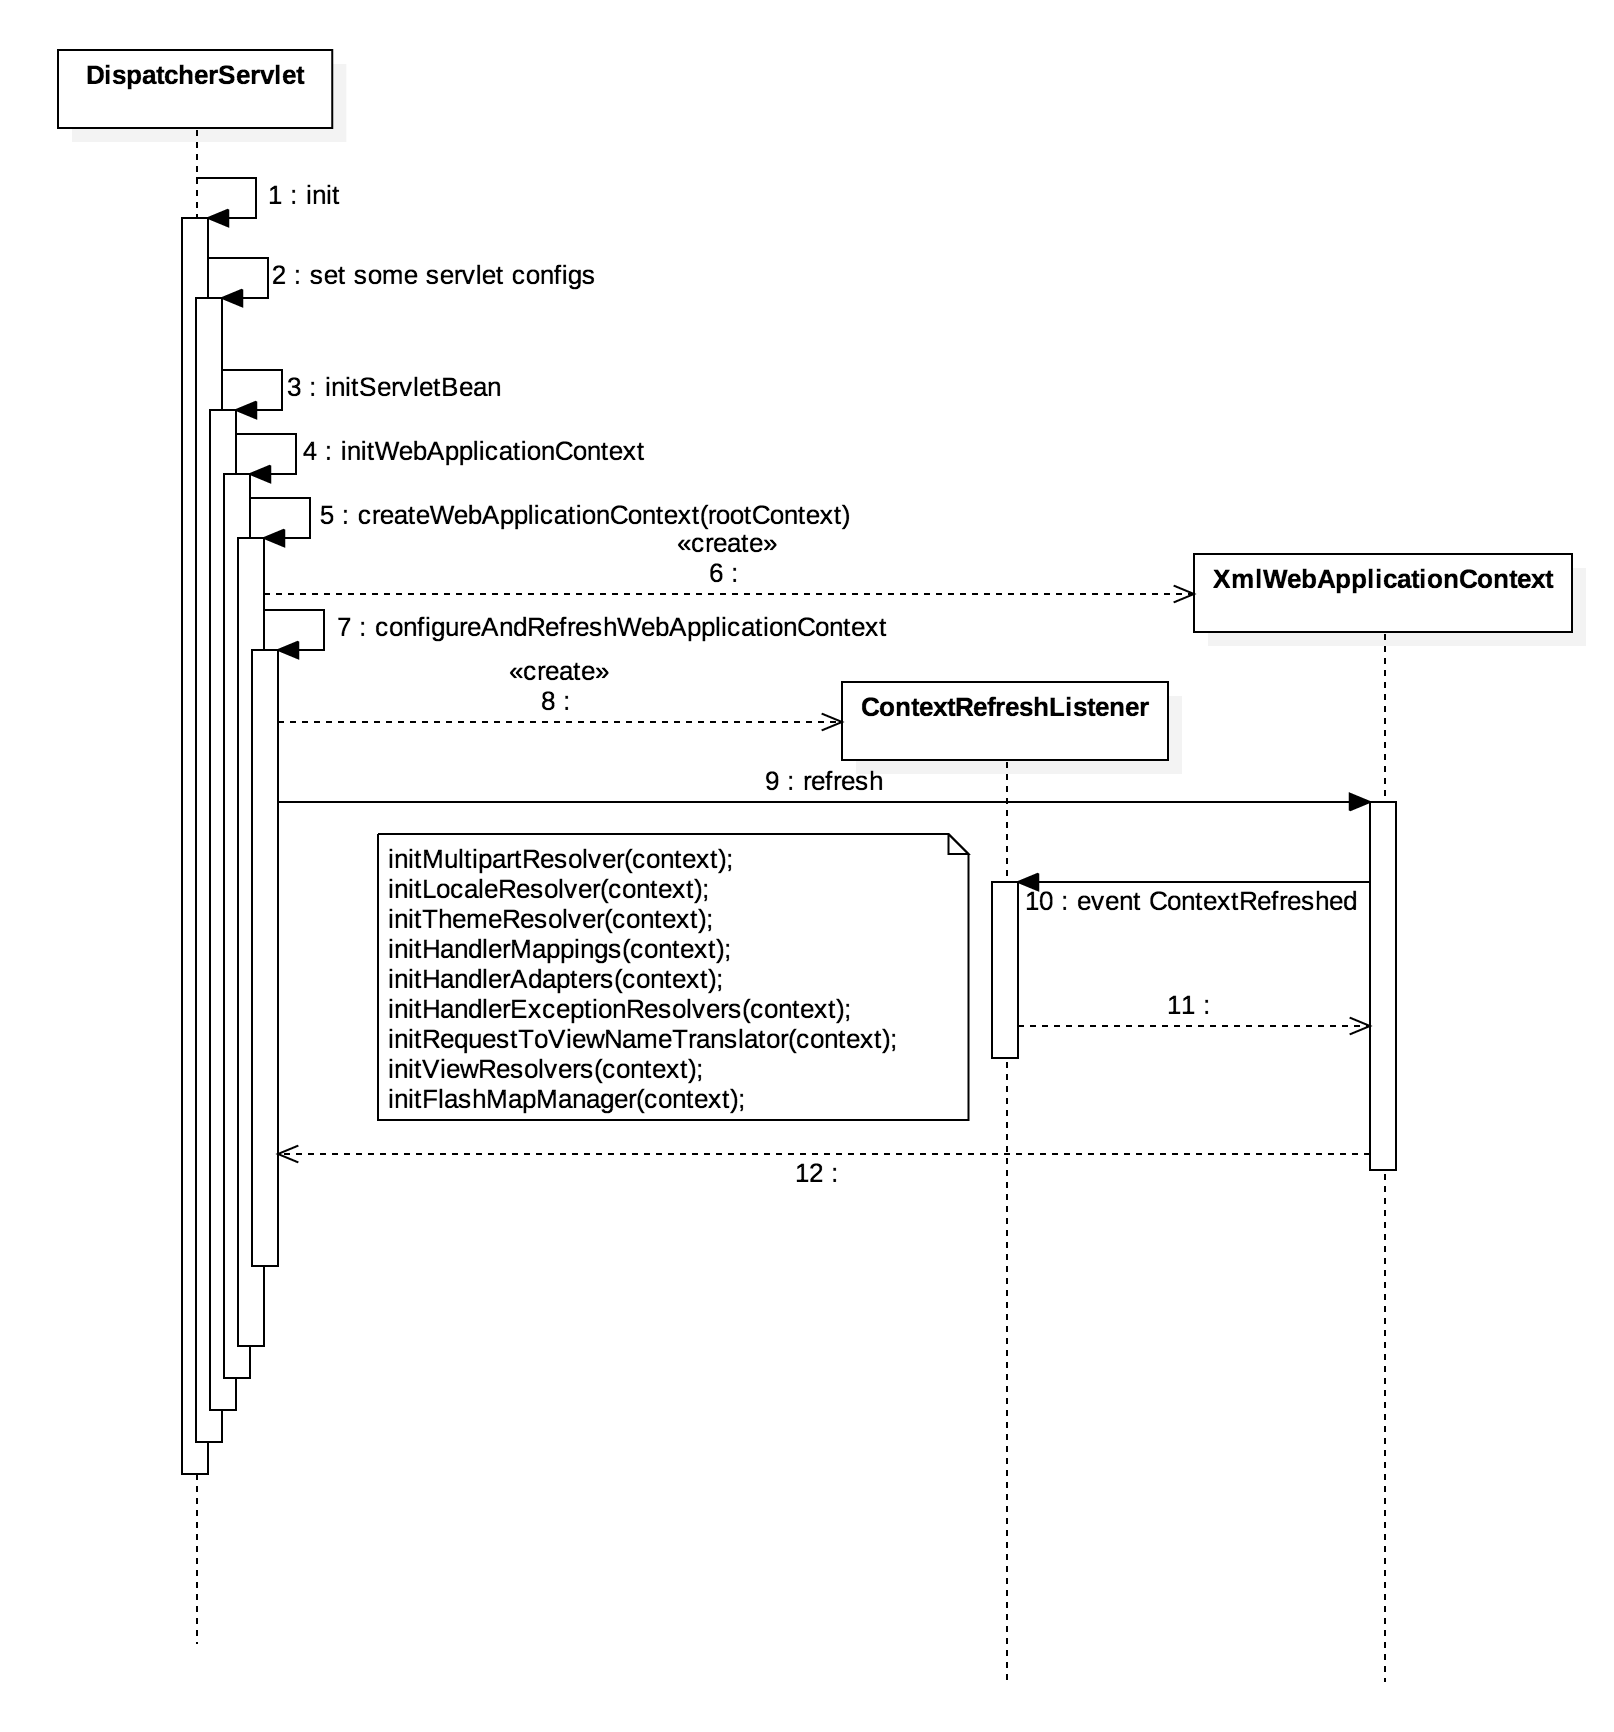 DispatcherServlet
1 : init
2 : set some servlet configs
3 : initServletBean
4 : initWebApplicationContext
5 : createWebApplicationContext(rootContext)
«create»
6 :
XmlWebApplicationContext
7 : configureAndRefreshWebApplicationContext
«create»
8 :
ContextRefreshListener
9 : refresh
initMultipartResolver(context);
initLocaleResolver(context);
initThemeResolver(context);
initHandlerMappings(context);
initHandlerAdapters(context);
initHandlerExceptionResolvers(context);
initRequestToViewNameTranslator(context);
initViewResolvers(context);
initFlashMapManager(context);
10 : event ContextRefreshed
11 :
12 :